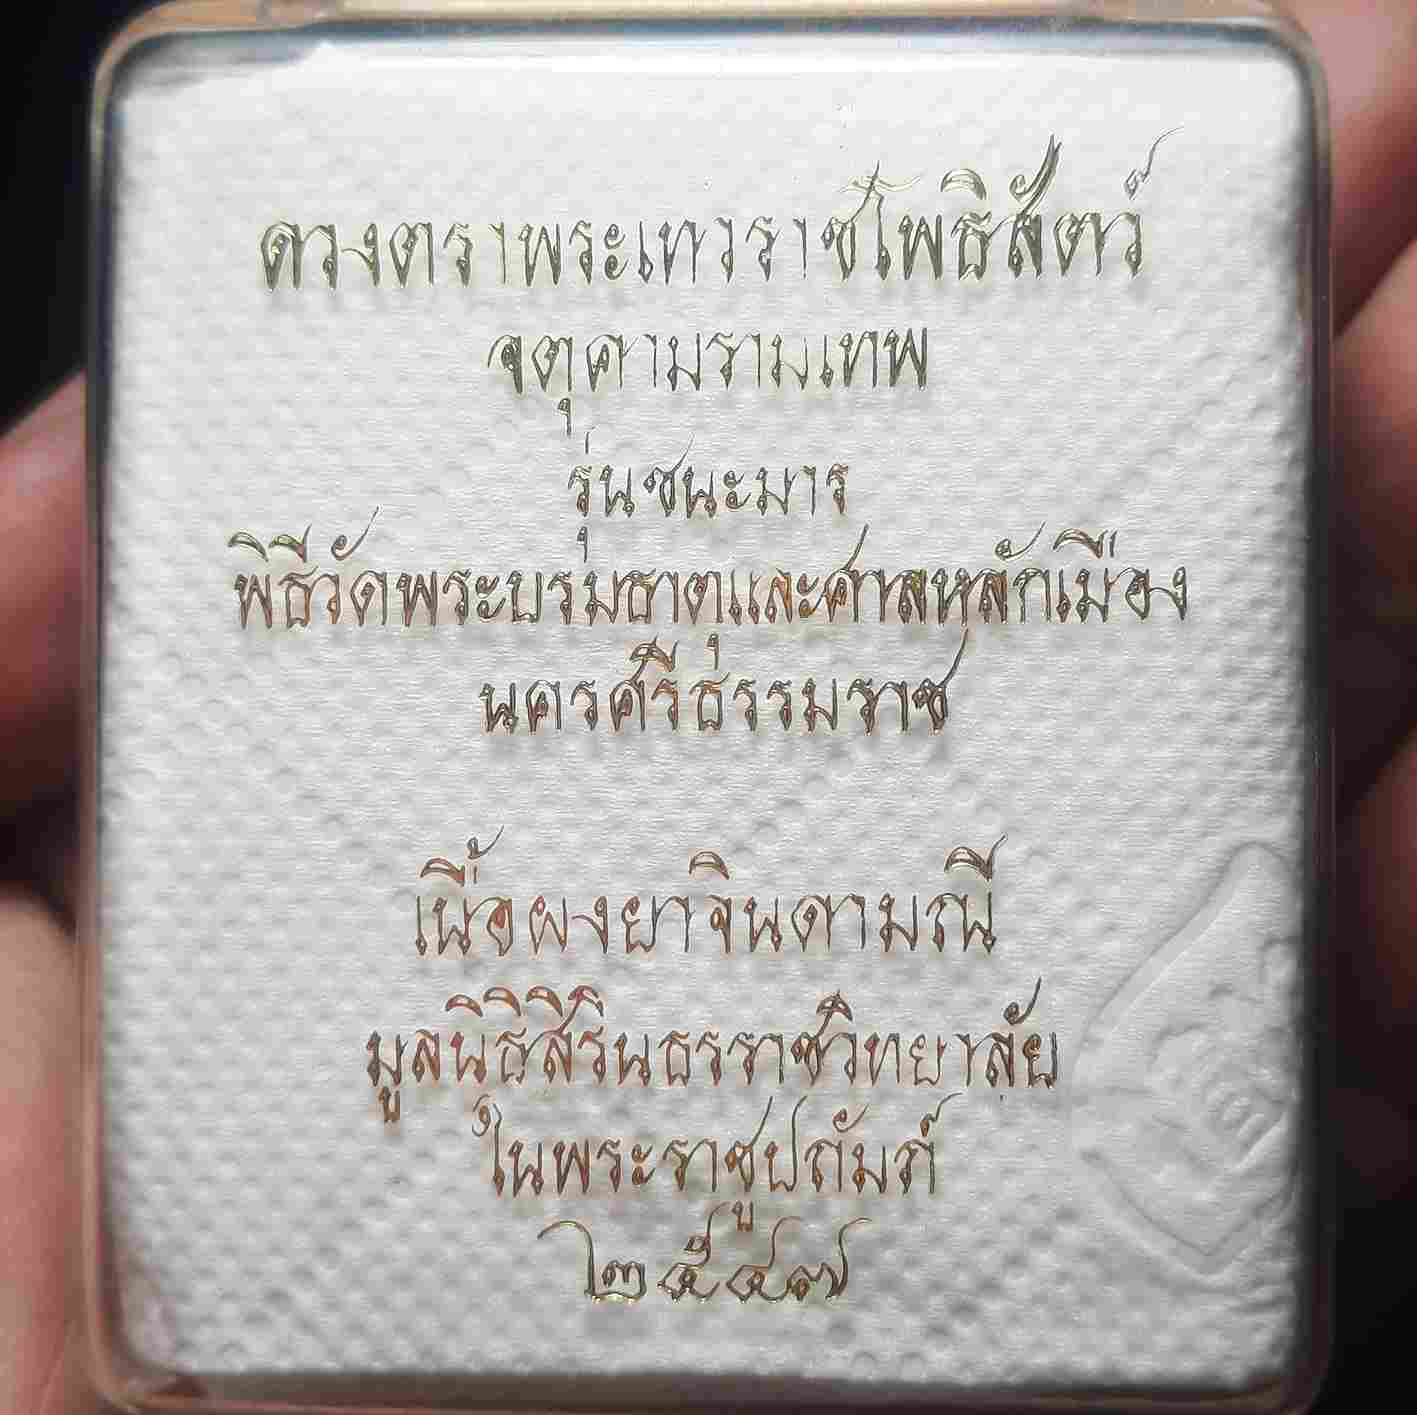 ดวงตราพระเทวราชโพธิสัตว์
จตุคามรามเทพ
รุ่นชนะมาร
พิธีวัดพระบรมธาตุและศาลหลักเมือง
นครศรีธรรมราช
เนื้อผงยาจินดามณี
มูลนิธิสิรินธรราชวิทยาลัย
ในพระราชูปถัมภ์
๒๕๔๗